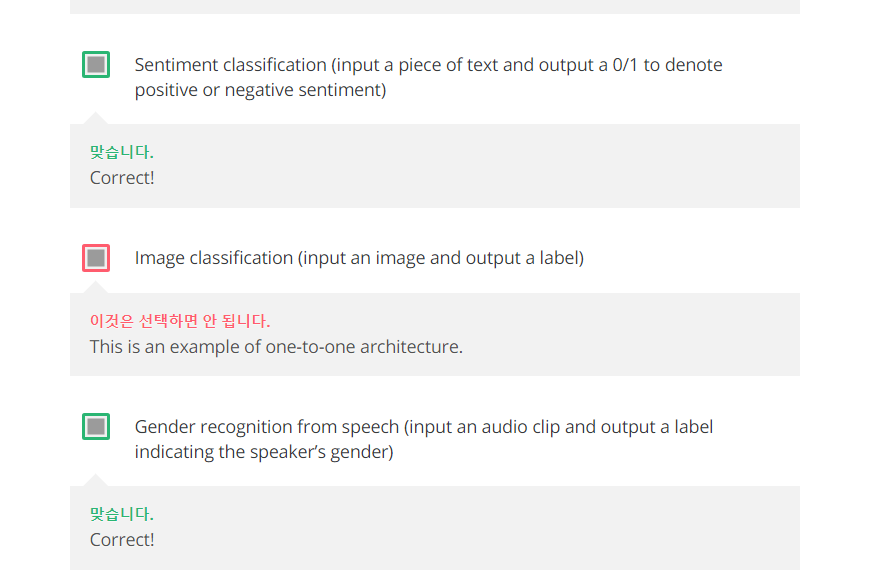 Sentiment classification (input a piece of text and output a 0/1 to denote
positive or negative sentiment)
맞습니다.
Correct!
Image classification (input an image and output a label)
이것은 선택하면 안 됩니다.
This is an example of one-to-one architecture.
Gender recognition from speech (input an audio clip and output a label
indicating the speaker’s gender)
맞습니다.
Correct!